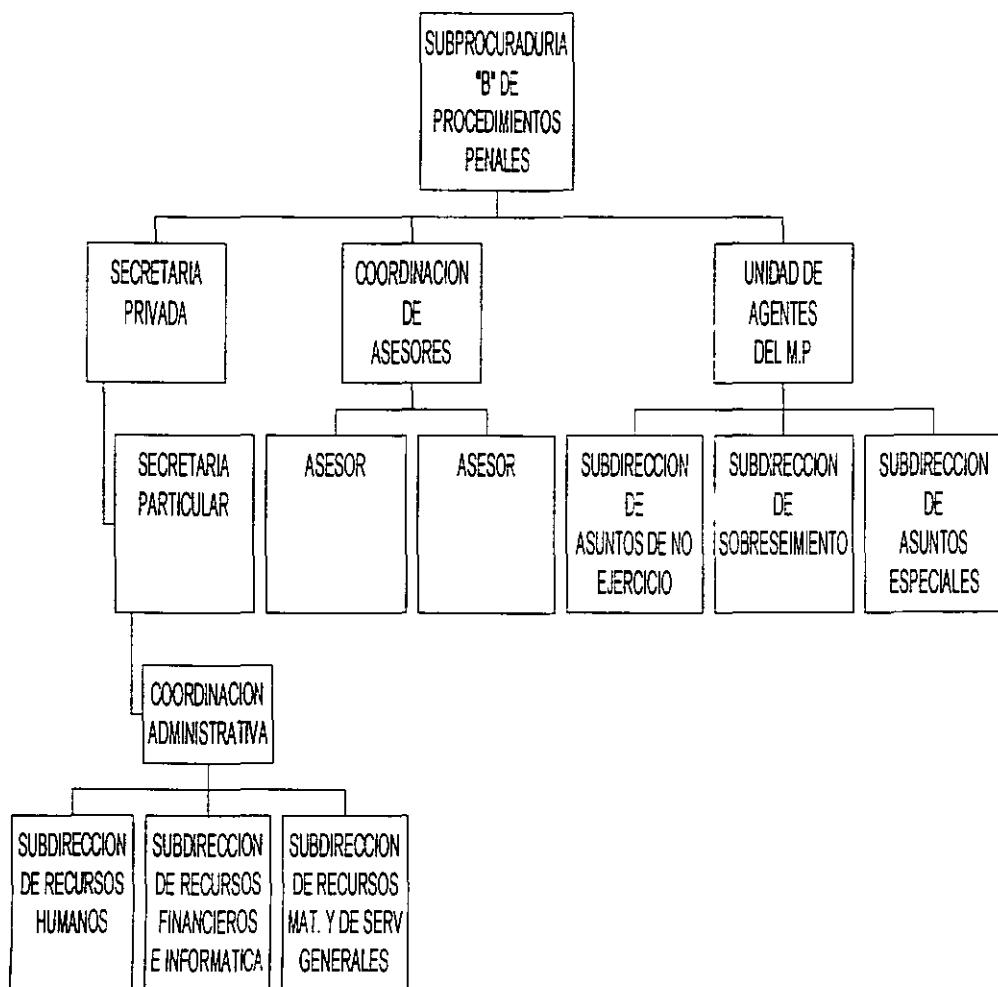 SUBPROCURADURIA
"B" DE
PROCEDIMIENTOS
PENALES
SECRETARIA
PRIVADA
COORDINACION
DE
ASESORES
UNIDAD DE
AGENTES
DEL M.P
SECRETARIA
PARTICULAR
ASESOR
ASESOR
SUBDIRECCION
DE
ASUNTOS DE NO
EJERCICIO
SUBDIRECCION
DE
SOBRESEIMIENTO
SUBDIRECCION
DE
ASUNTOS
ESPECIALES
COORDINACION
ADMINISTRATIVA
SUBDIRECCION
DE RECURSOS
HUMANOS
SUBDIRECCION
DE RECURSOS
FINANCIEROS
E INFORMATICA
SUBDIRECCION
DE RECURSOS
MAT. Y DE SERV
GENERALES